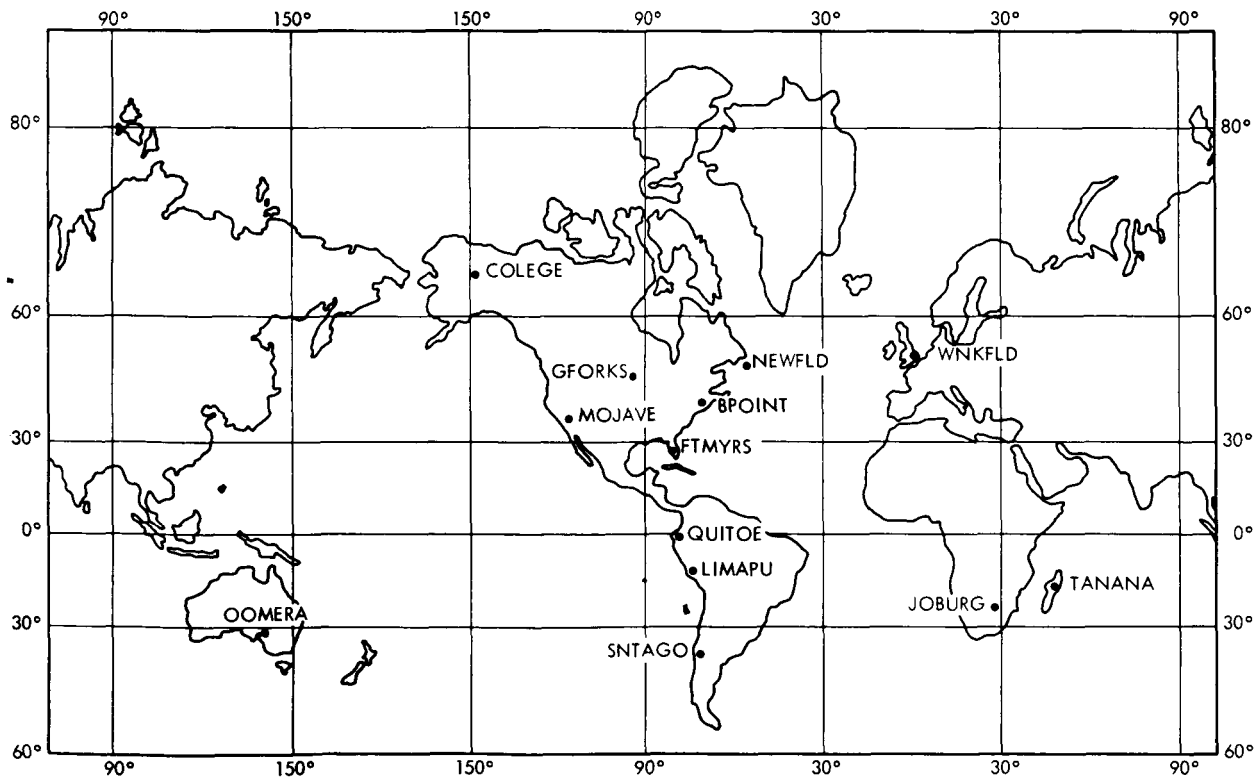 90° 150° 150° 90° 30° 30° 90°
80° 80°
COLEGE
60° 60°
NEWFLD WNKFLD
GFORKS
MOJAVE BPOINT
30° FTMYRS 30°
0° QUITOE 0°
LIMAPU TANANA
OOMERA JOBURG
30° 30°
SNTAGO
60° 60°
90° 150° 150° 90° 30° 30° 90°